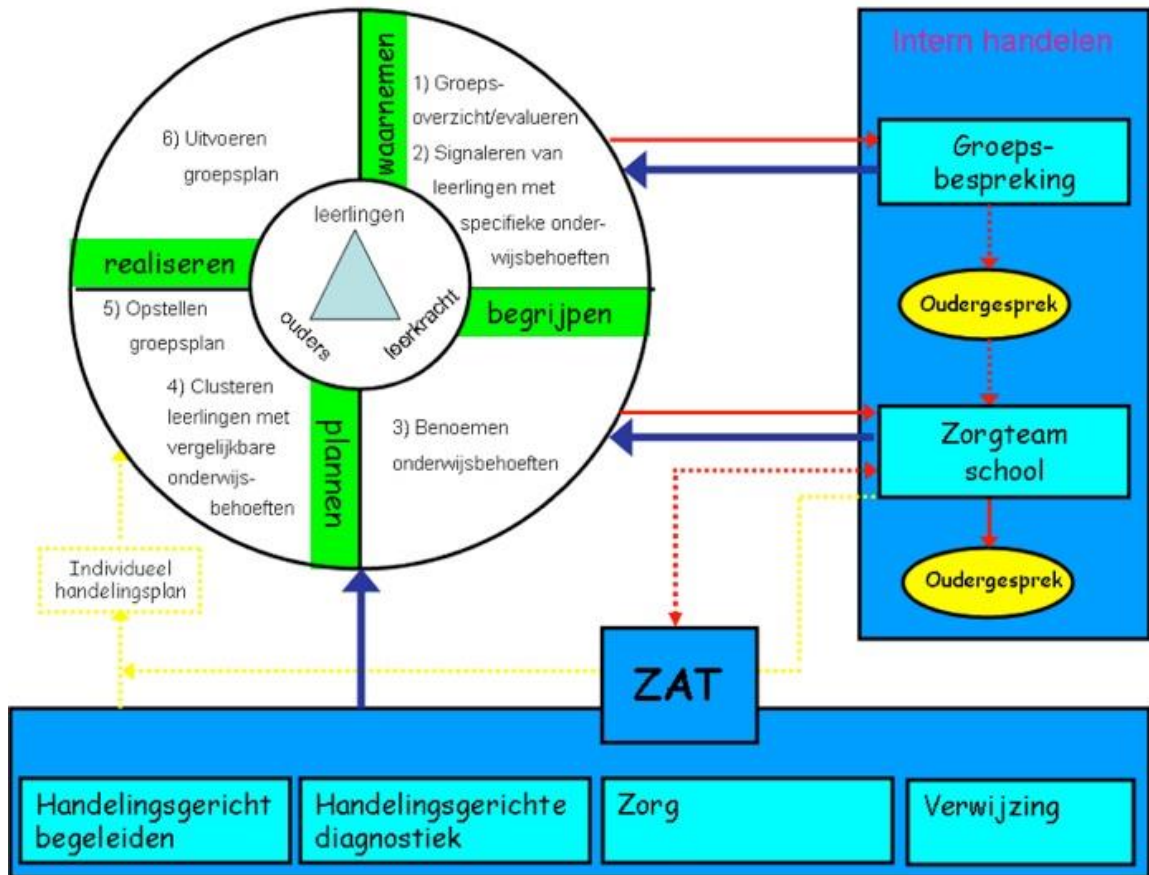 waarnemen
1) Groeps-
overzicht/evalueren
2) Signaleren van
leerlingen met
specifieke onder-
wijsbehoeften
begrijpen
3) Benoemen
onderwijsbehoeften
plannen
4) Clusteren
leerlingen met
vergelijkbare
onderwijs-
behoeften
5) Opstellen
groepsplan
realiseren
6) Uitvoeren
groepsplan
leerlingen
ouders
leerkracht
Intern handelen
Groeps-
bespreking
Oudergesprek
Zorgteam
school
Oudergesprek
Individueel
handelingsplan
ZAT
Handelingsgericht
begeleiden
Handelingsgerichte
diagnostiek
Zorg
Verwijzing